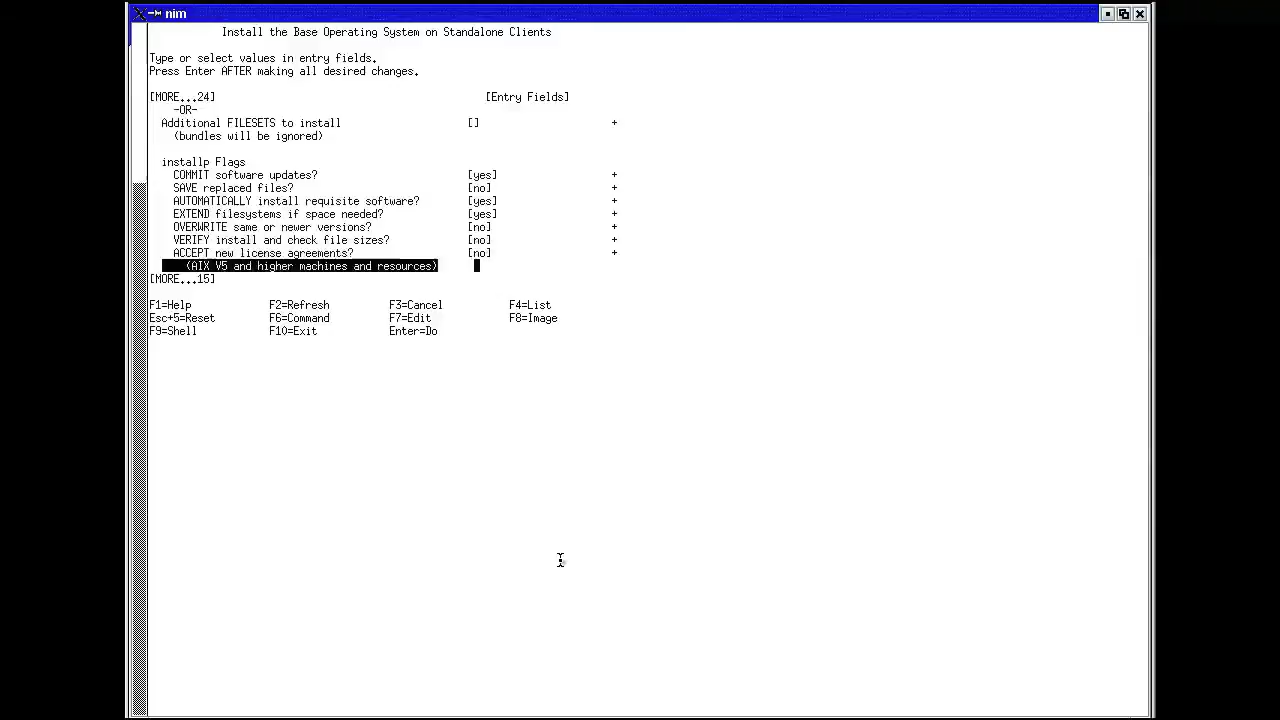 nim
Install the Base Operating System on Standalone Clients
Type or select values in entry fields.
Press Enter AFTER making all desired changes.
[MORE...24] [Entry Fields]
-OR-
Additional FILESETS to install [] +
(bundles will be ignored)
installp Flags
COMMIT software updates? [yes] +
SAVE replaced files? [no] +
AUTOMATICALLY install requisite software? [yes] +
EXTEND filesystems if space needed? [yes] +
OVERWRITE same or newer versions? [no] +
VERIFY install and check file sizes? [no] +
ACCEPT new license agreements? [no] +
(AIX V5 and higher machines and resources)
[MORE...15]
F1=Help F2=Refresh F3=Cancel F4=List
Esc+5=Reset F6=Command F7=Edit F8=Image
F9=Shell F10=Exit Enter=Do